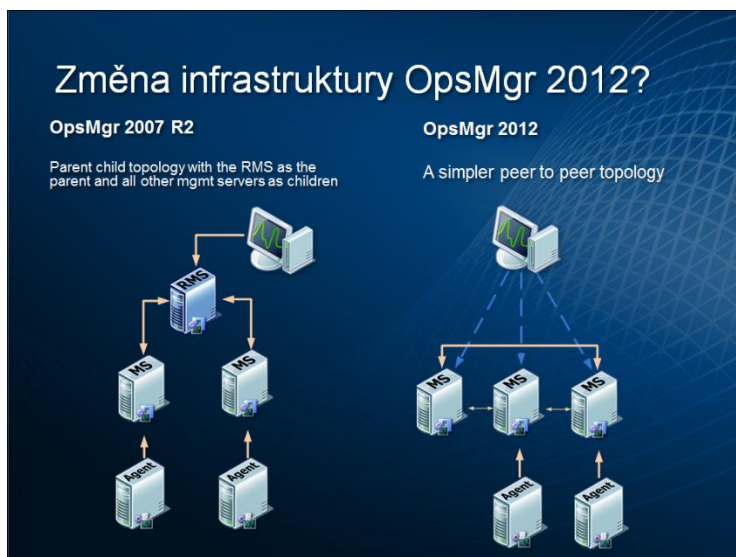 Změna infrastruktury OpsMgr 2012?
OpsMgr 2007 R2
Parent child topology with the RMS as the
parent and all other mgmt servers as children
RMS
MS
MS
Agent
Agent
OpsMgr 2012
A simpler peer to peer topology
MS
MS
MS
Agent
Agent